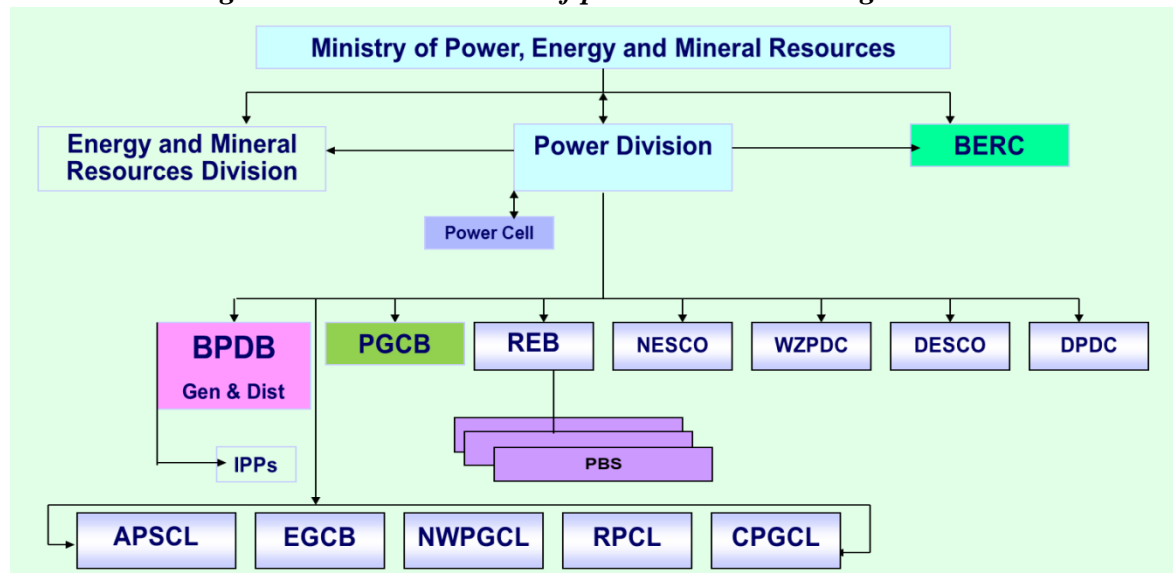 Ministry of Power, Energy and Mineral Resources
Energy and Mineral
Resources Division
Power Division
BERC
Power Cell
BPDB
Gen & Dist
PGCB
REB
NESCO
WZPDC
DESCO
DPDC
IPPs
PBS
APSCL
EGCB
NWPGCL
RPCL
CPGCL